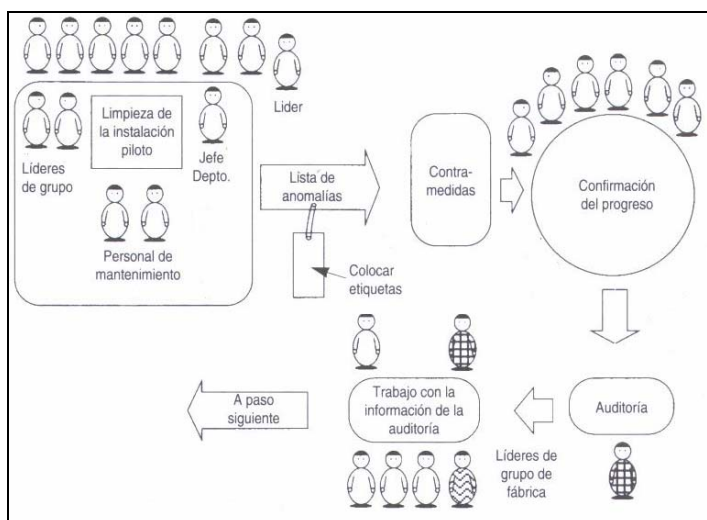 Lider
Limpieza de
la instalación
piloto
Líderes
de grupo
Jefe
Depto.
Personal de
mantenimiento
Lista de
anomalías
Colocar
etiquetas
Contra-
medidas
Confirmación
del progreso
Auditoría
Líderes de
grupo de
fábrica
Trabajo con la
información de la
auditoría
A paso
siguiente